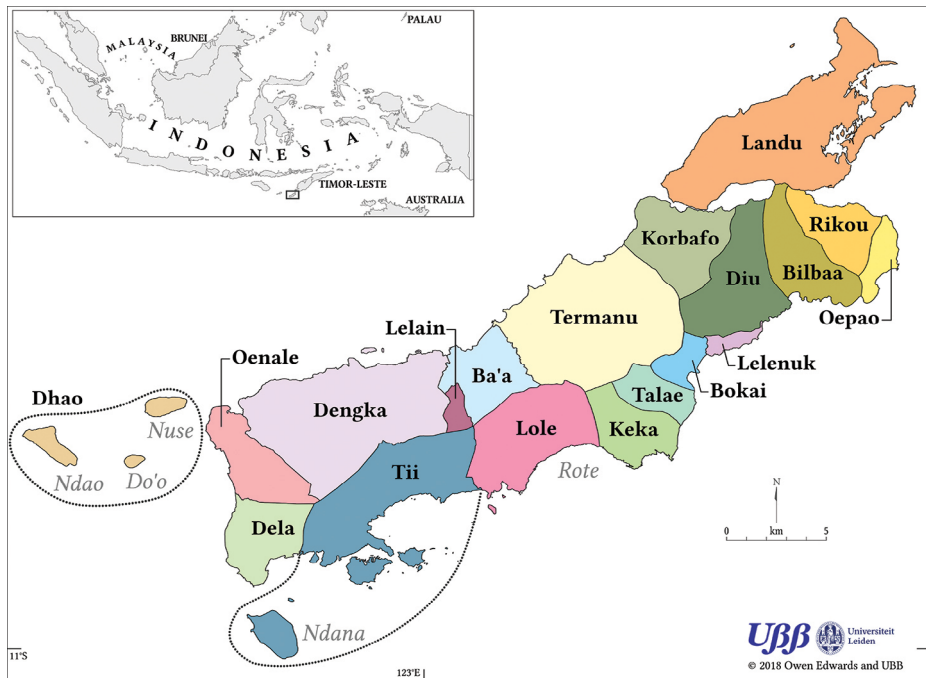 PALAU
BRUNEI
MALAYSIA
INDONESIA
TIMOR-LESTE
AUSTRALIA
Landu
Rikou
Korbafo
Diu
Bilbaa
Oepao
Termanu
Lelain
Oenale
Ba'a
Lelenuk
Bokai
Dhao
Dengka
Talae
Nuse
Lole
Keka
Ndao
Do'o
Tii
Rote
Dela
N
0 5
km
Ndana
UBB Universiteit
Leiden
11°S
123°E
© 2018 Owen Edwards and UBB